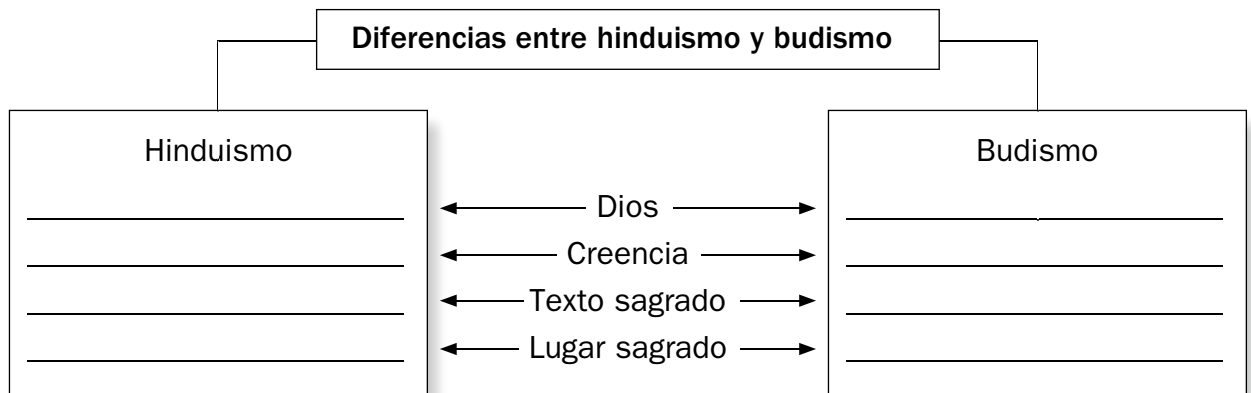 Diferencias entre hinduismo y budismo
Hinduismo
Budismo
Dios
Creencia
Texto sagrado
Lugar sagrado